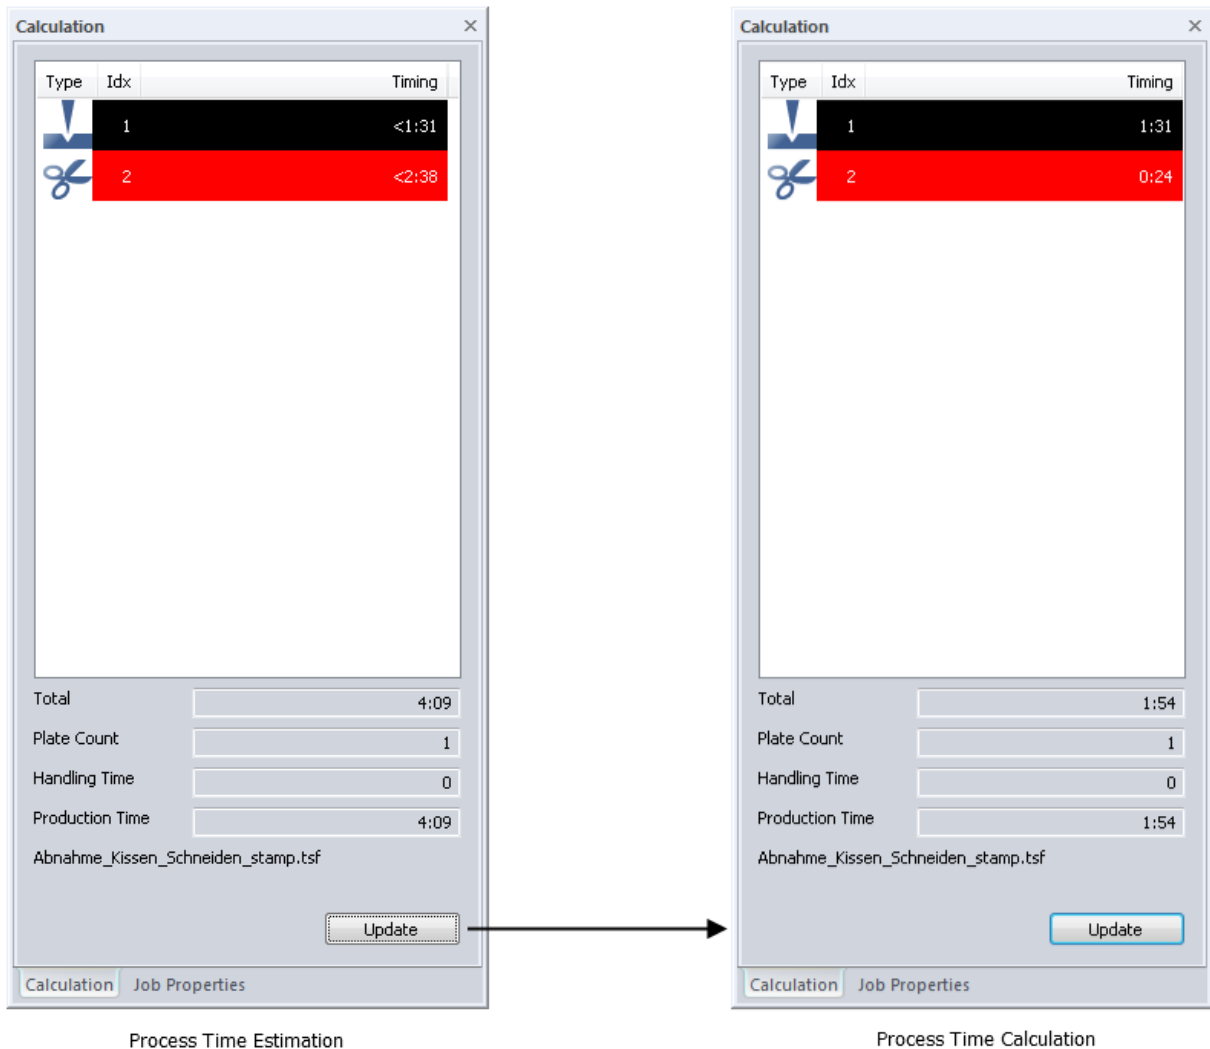 Calculation
Type Idx Timing
1 <1:31
2 <2:38
Total 4:09
Plate Count 1
Handling Time 0
Production Time 4:09
Abnahme_Kissen_Schneiden_stamp.tsf
Update
Calculation Job Properties
Process Time Estimation
Calculation
Type Idx Timing
1 1:31
2 0:24
Total 1:54
Plate Count 1
Handling Time 0
Production Time 1:54
Abnahme_Kissen_Schneiden_stamp.tsf
Update
Calculation Job Properties
Process Time Calculation